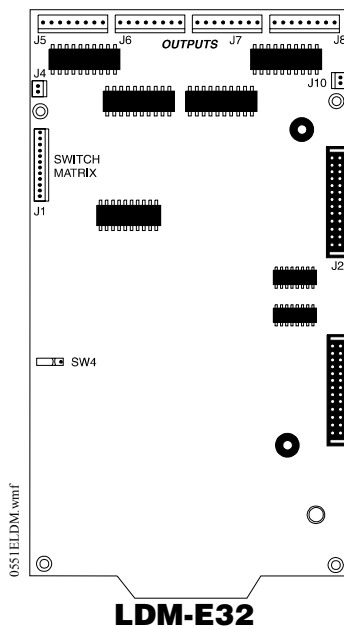 J5
J6
J7
J8
OUTPUTS
J4
J10
SWITCH
MATRIX
J1
J2
SW4
0551ELDM.wmf
LDM-E32